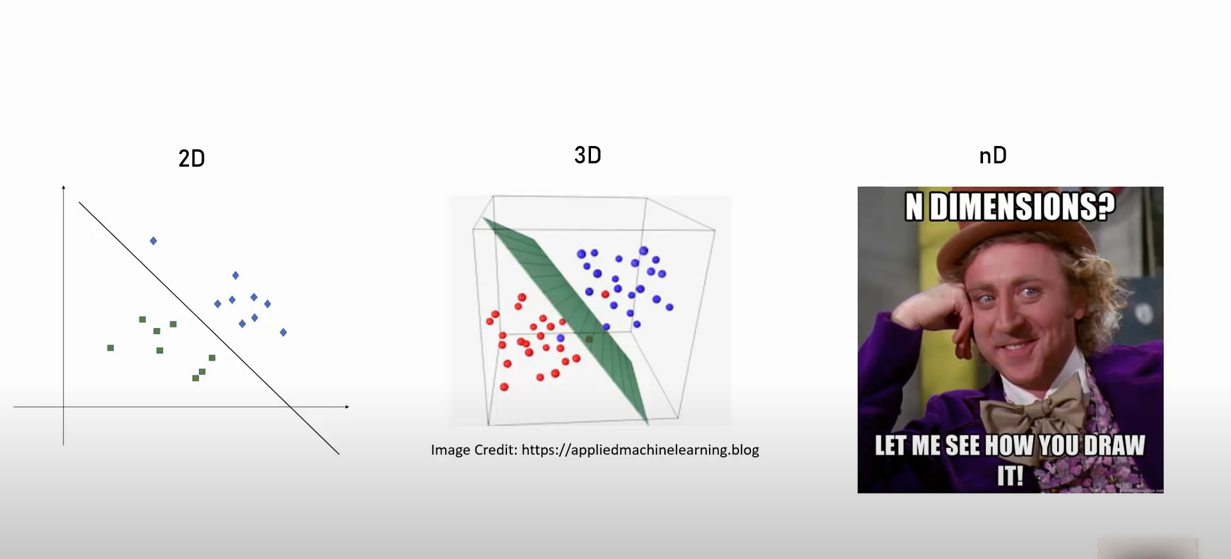 2D
3D
nD
N DIMENSIONS?
LET ME SEE HOW YOU DRAW
IT!
Image Credit: https://appliedmachinelearning.blog